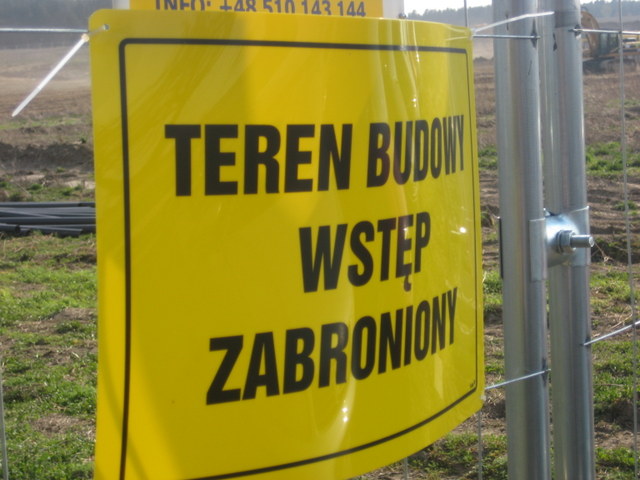 INFO: +48 510 143 144
TEREN BUDOWY
WSTĘP
ZABRONIONY